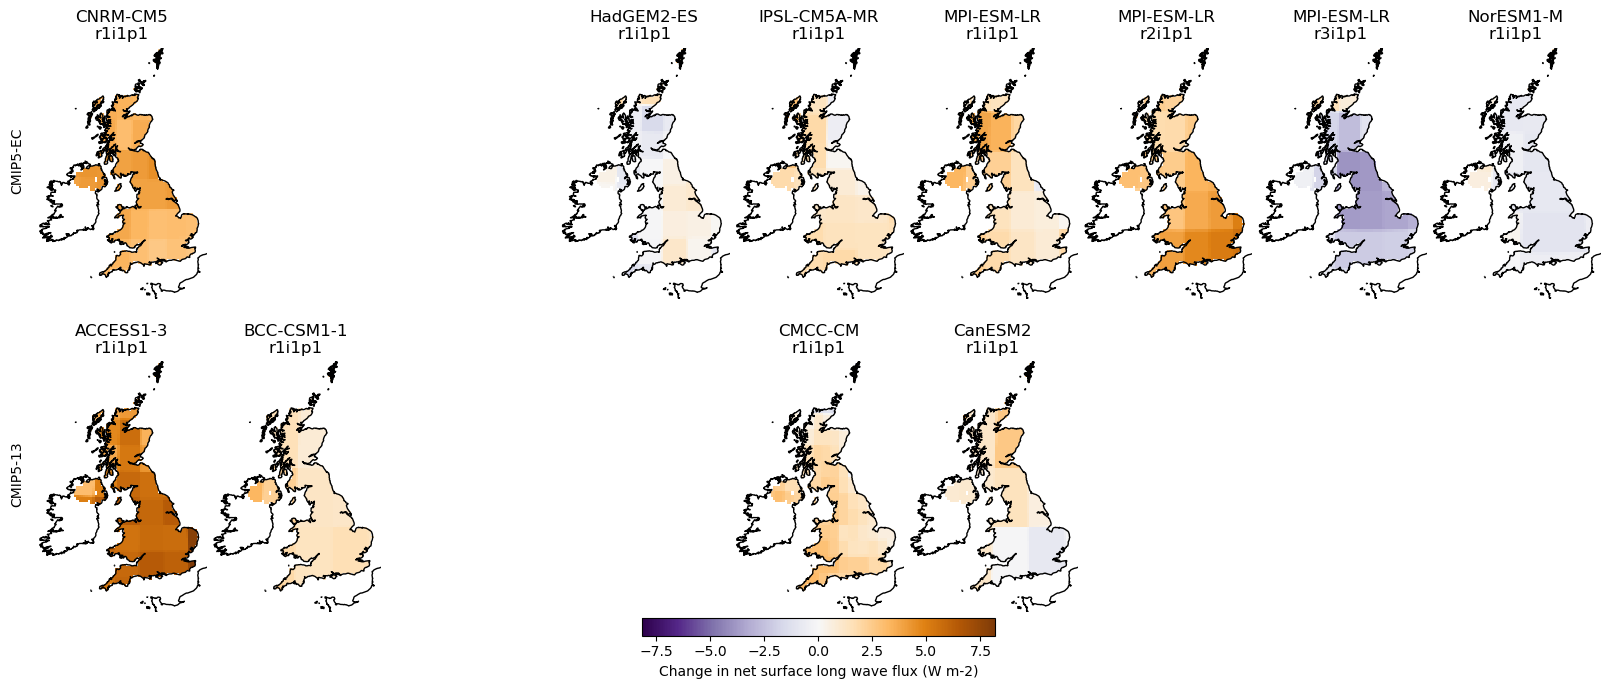 CNRM-CM5
r1i1p1
HadGEM2-ES
r1i1p1
IPSL-CM5A-MR
r1i1p1
MPI-ESM-LR
r1i1p1
MPI-ESM-LR
r2i1p1
MPI-ESM-LR
r3i1p1
NorESM1-M
r1i1p1
CMIP5-EC
ACCESS1-3
r1i1p1
BCC-CSM1-1
r1i1p1
CMCC-CM
r1i1p1
CanESM2
r1i1p1
CMIP5-13
−7.5 −5.0 −2.5 0.0 2.5 5.0 7.5
Change in net surface long wave flux (W m-2)